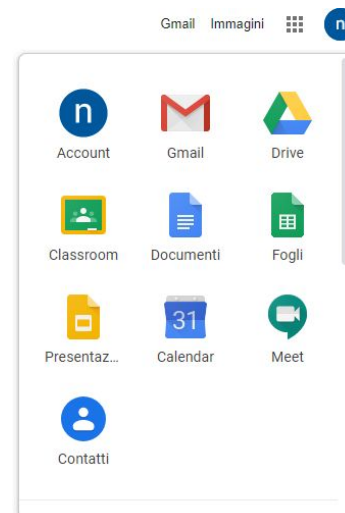 Gmail Immagini n
n
Account Gmail Drive
Classroom Documenti Fogli
31
Presentaz... Calendar Meet
Contatti